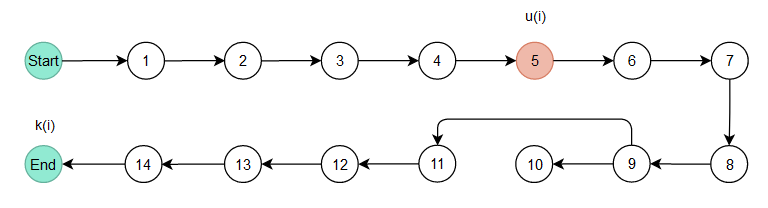 u(i)
Start 1 2 3 4 5 6 7
k(i)
End 14 13 12 11 10 9 8